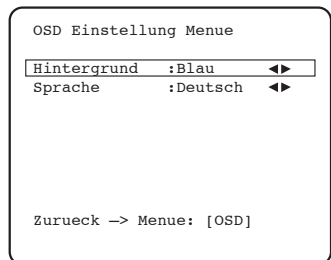 OSD Einstellung Menue
Hintergrund :Blau ◀▶
Sprache :Deutsch ◀▶
Zurueck —> Menue: [OSD]